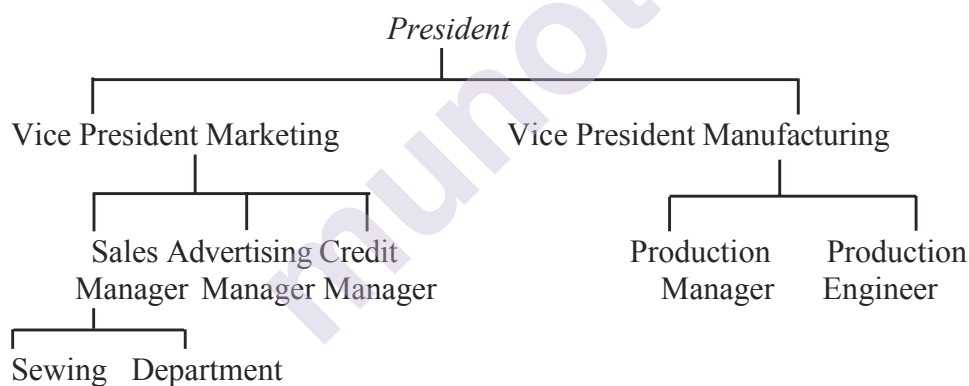 President
Vice President Marketing Vice President Manufacturing
Sales Advertising Credit Production Production
Manager Manager Manager Manager Engineer
Sewing Department
munot